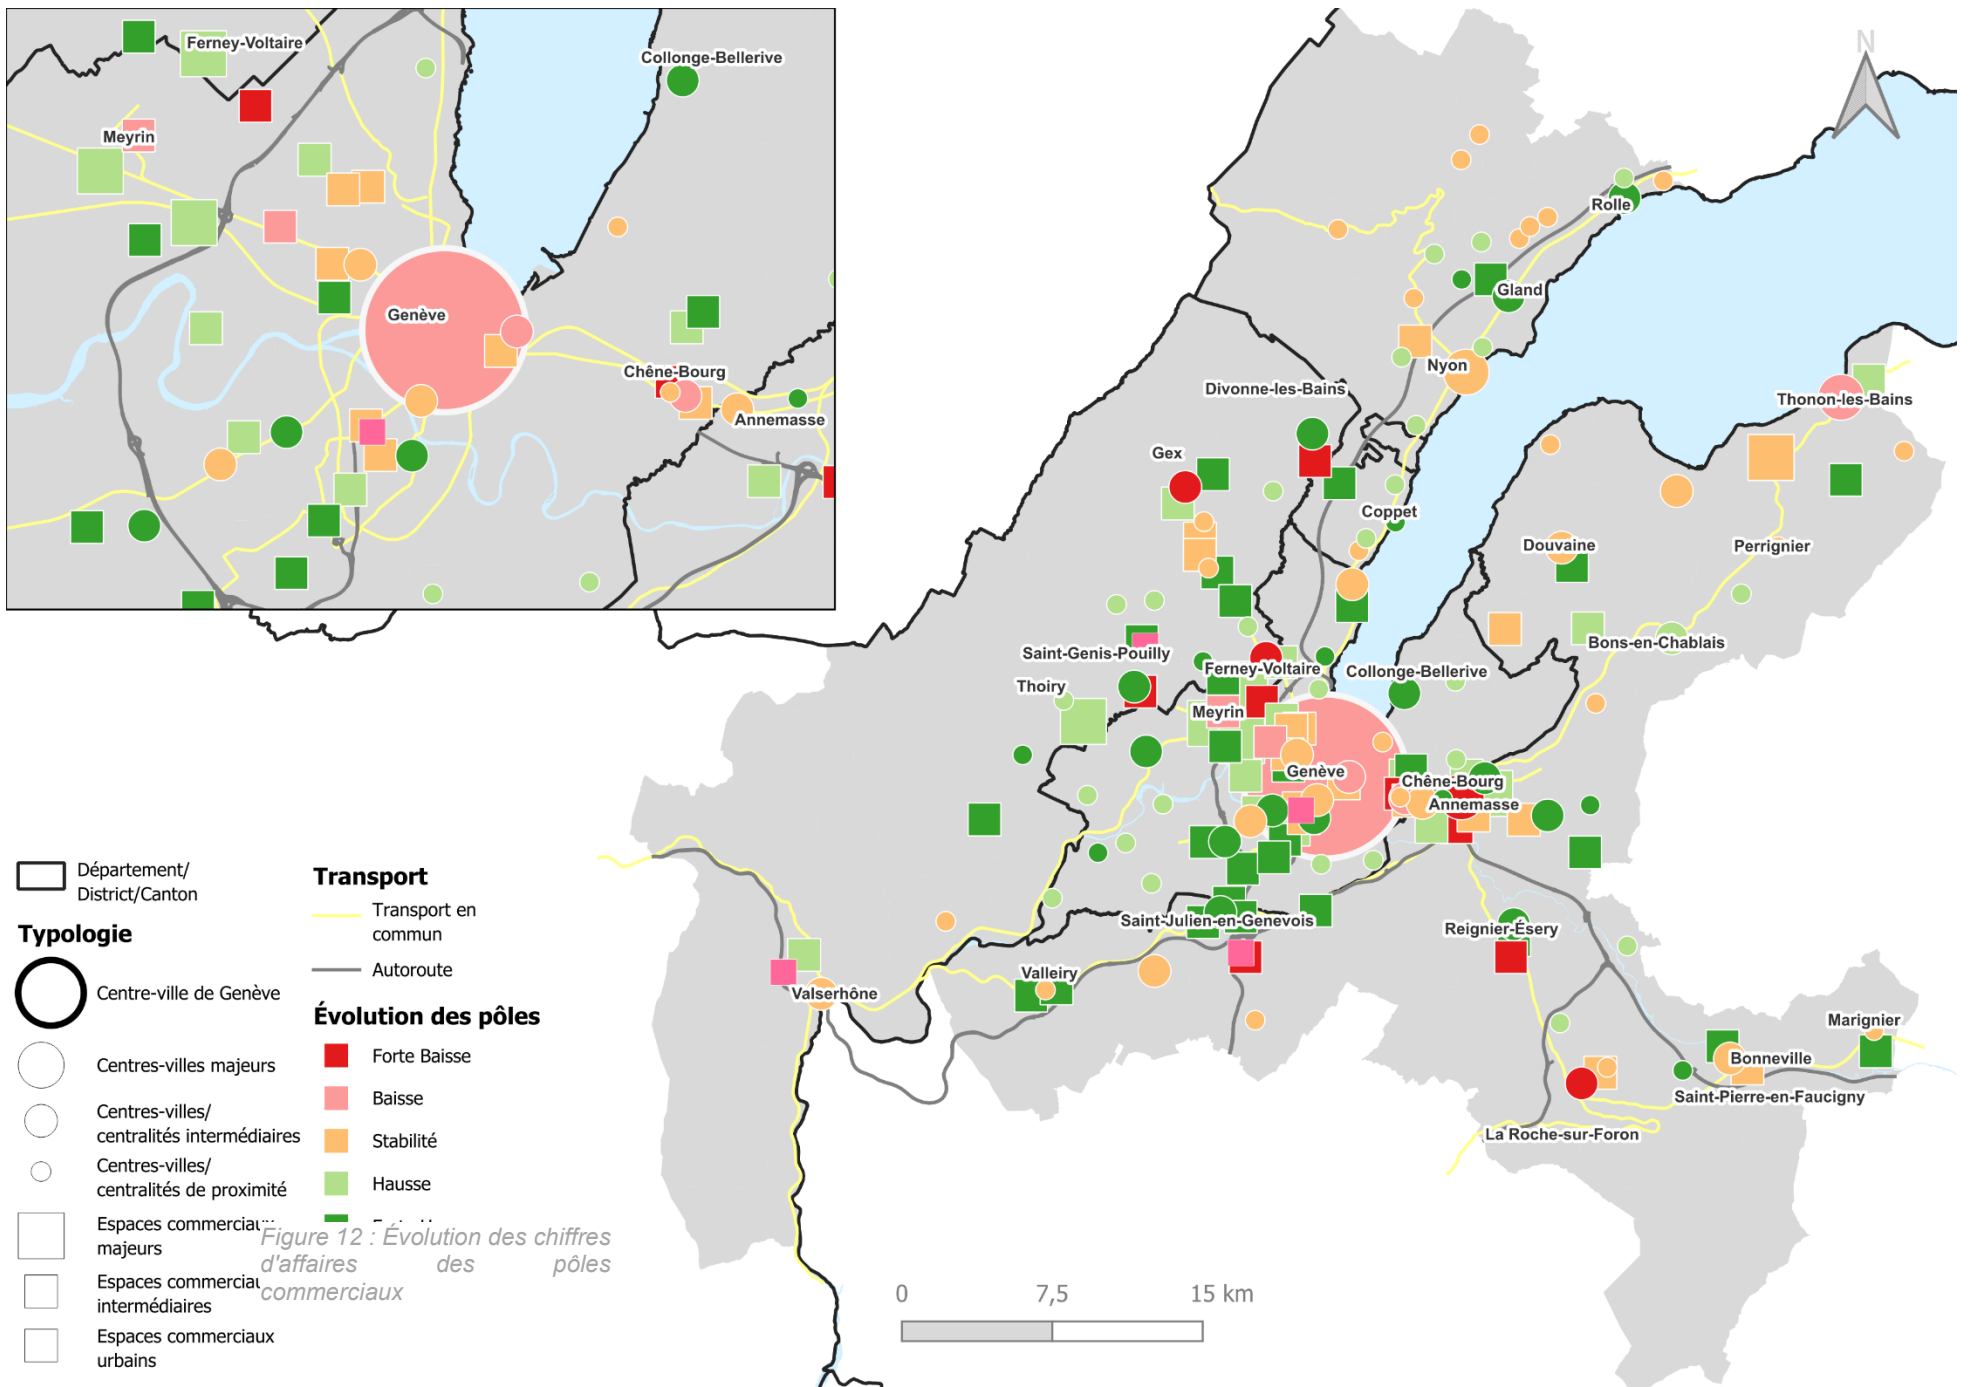 Ferney-Voltaire
Collonge-Bellerive
Meyrin
Genève
Chêne-Bourg
Annemasse
N
Rolle
Gland
Nyon
Divonne-les-Bains
Thonon-les-Bains
Gex
Coppet
Douvaine
Perrignier
Bons-en-Chablais
Saint-Genis-Pouilly
Ferney-Voltaire
Collonge-Bellerive
Thoiry
Meyrin
Genève
Chêne-Bourg
Annemasse
Saint-Julien-en-Genevois
Reignier-Ésery
Valleiry
Valserhône
Marignier
Bonneville
Saint-Pierre-en-Faucigny
La Roche-sur-Foron
Département/
District/Canton
Typologie
Centre-ville de Genève
Centres-villes majeurs
Centres-villes/
centralités intermédiaires
Centres-villes/
centralités de proximité
Espaces commerciaux
majeurs
Espaces commerciau
intermédiaires
Espaces commerciaux
urbains
Transport
Transport en
commun
Autoroute
Évolution des pôles
Forte Baisse
Baisse
Stabilité
Hausse
Figure 12 : Évolution des chiffres
d'affaires des pôles
commerciaux
0 7,5 15 km